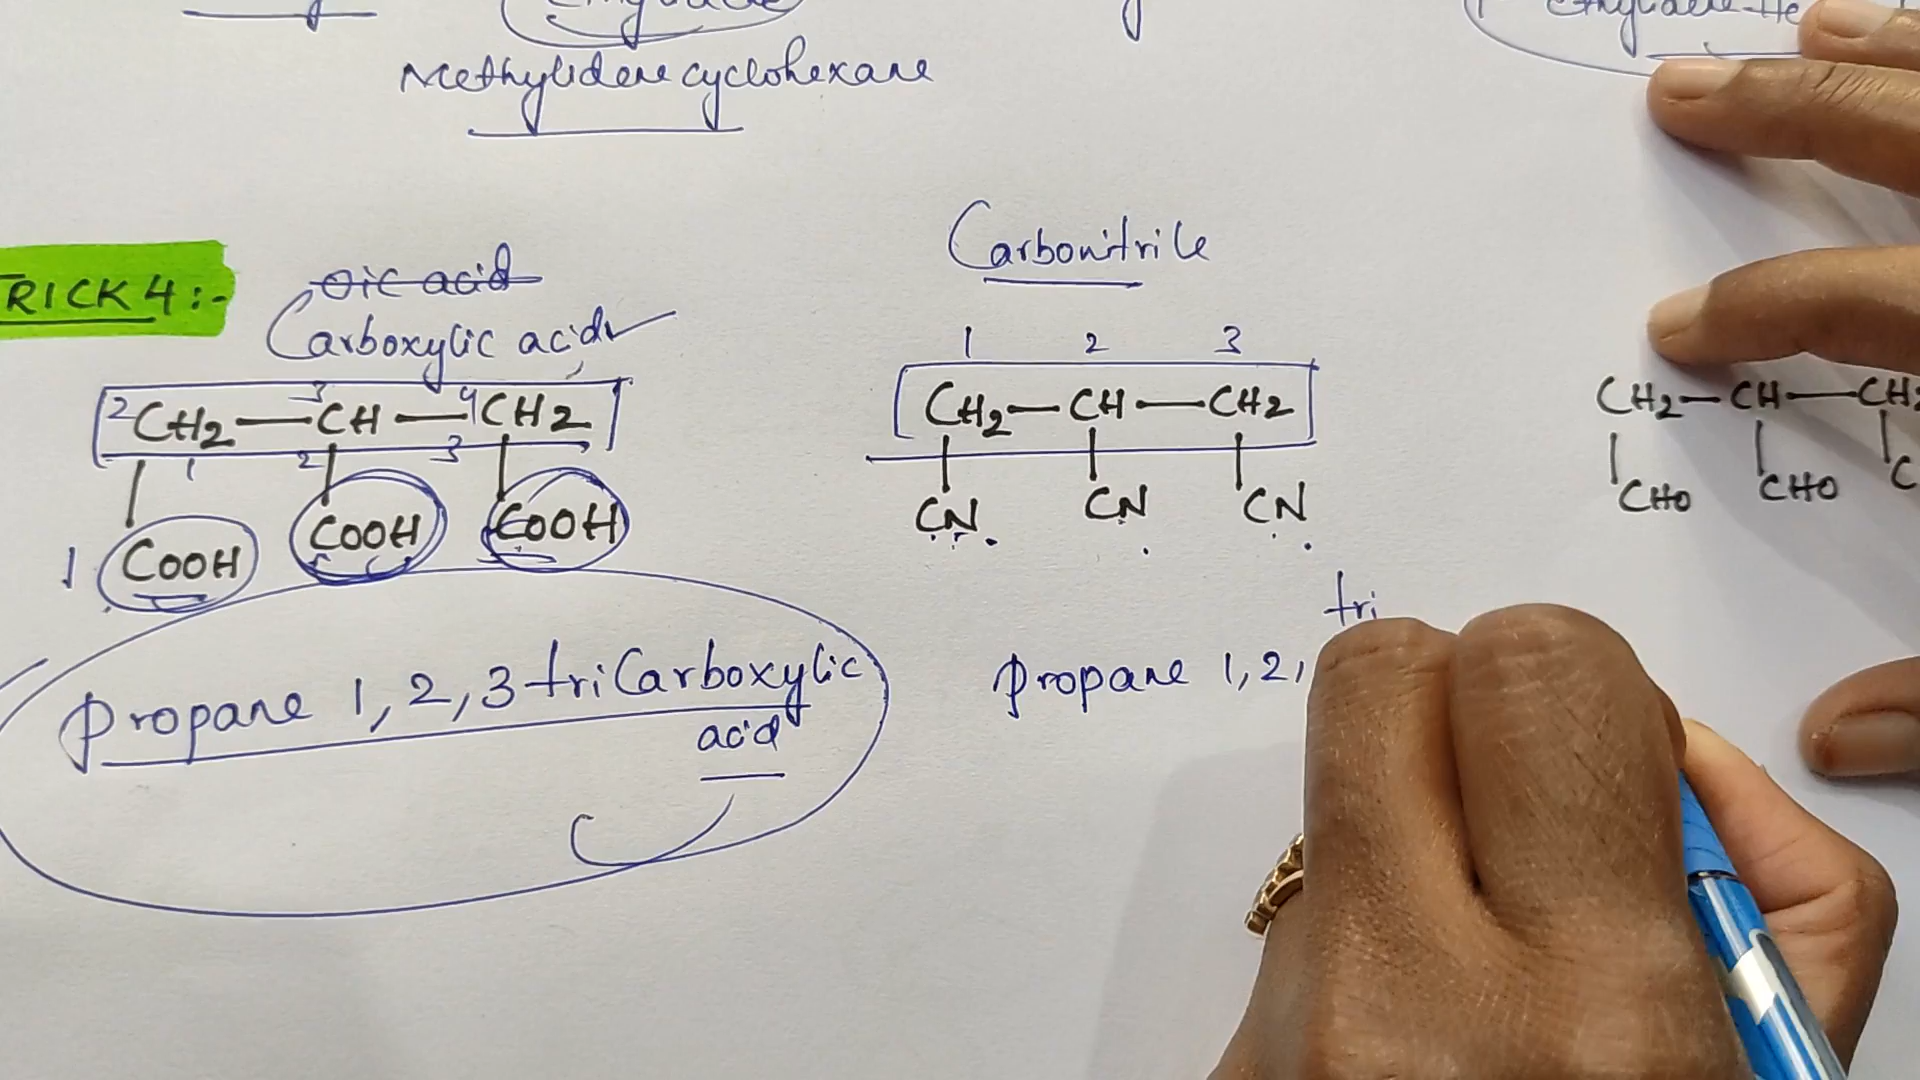 Methylidene cyclohexane
TRICK 4:-
oic acid
Carboxylic acid
2CH2—3CH—4CH2
1 2 3
1 COOH COOH COOH
propane 1,2,3 tricarboxylic
acid
Carbonitrile
1 2 3
CH2—CH—CH2
CN CN CN
tri
propane 1,2,
CH2—CH—CH2
CHO CHO C